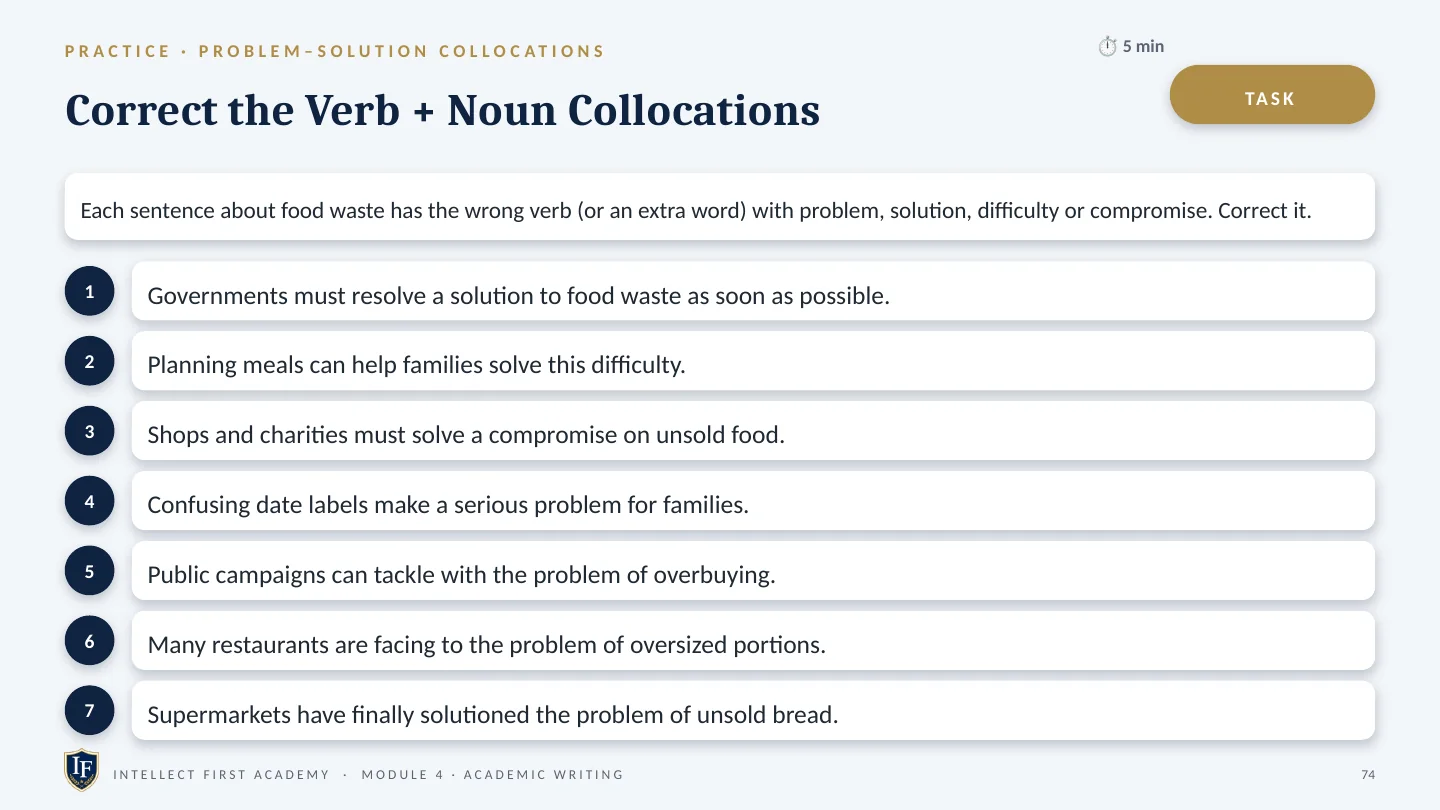 PRACTICE · PROBLEM–SOLUTION COLLOCATIONS
⏱ 5 min
TASK
Correct the Verb + Noun Collocations
Each sentence about food waste has the wrong verb (or an extra word) with problem, solution, difficulty or compromise. Correct it.
1 Governments must resolve a solution to food waste as soon as possible.
2 Planning meals can help families solve this difficulty.
3 Shops and charities must solve a compromise on unsold food.
4 Confusing date labels make a serious problem for families.
5 Public campaigns can tackle with the problem of overbuying.
6 Many restaurants are facing to the problem of oversized portions.
7 Supermarkets have finally solutioned the problem of unsold bread.
IF
INTELLECT FIRST ACADEMY · MODULE 4 · ACADEMIC WRITING
74